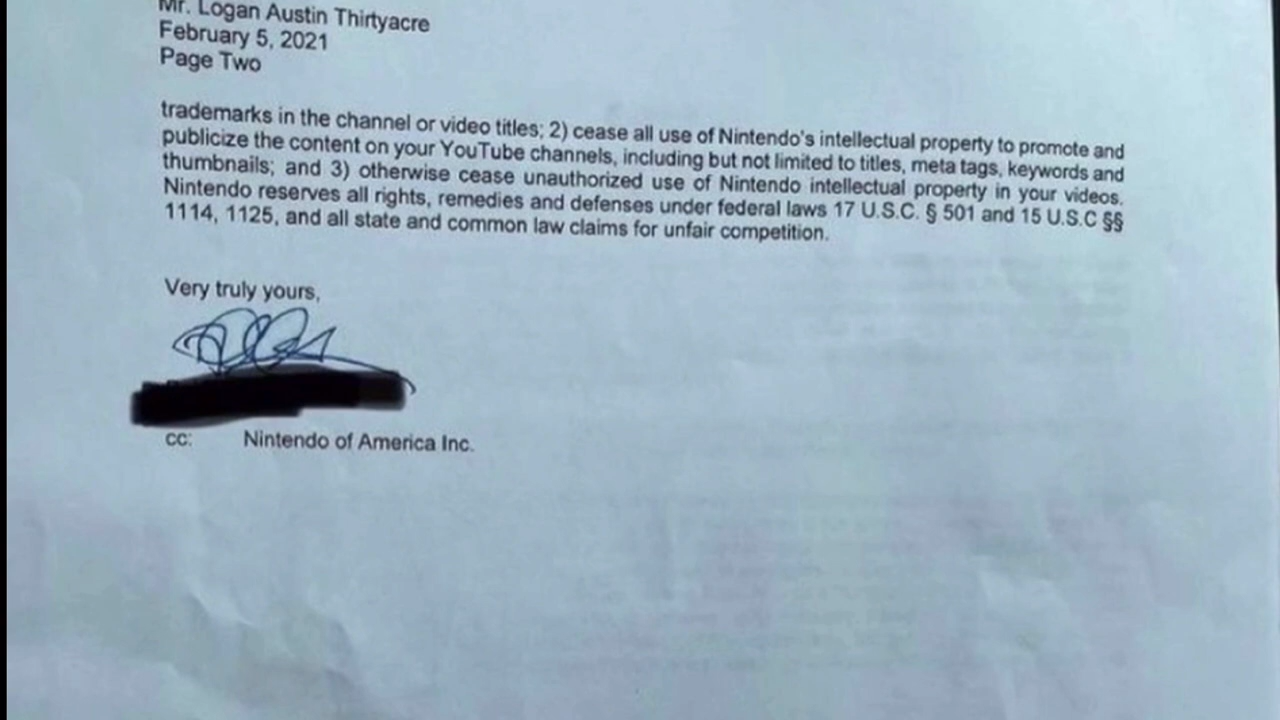 Mr. Logan Austin Thirtyacre
February 5, 2021
Page Two
trademarks in the channel or video titles; 2) cease all use of Nintendo's intellectual property to promote and
publicize the content on your YouTube channels, including but not limited to titles, meta tags, keywords and
thumbnails; and 3) otherwise cease unauthorized use of Nintendo intellectual property in your videos.
Nintendo reserves all rights, remedies and defenses under federal laws 17 U.S.C. § 501 and 15 U.S.C §§
1114, 1125, and all state and common law claims for unfair competition.
Very truly yours,
cc: Nintendo of America Inc.